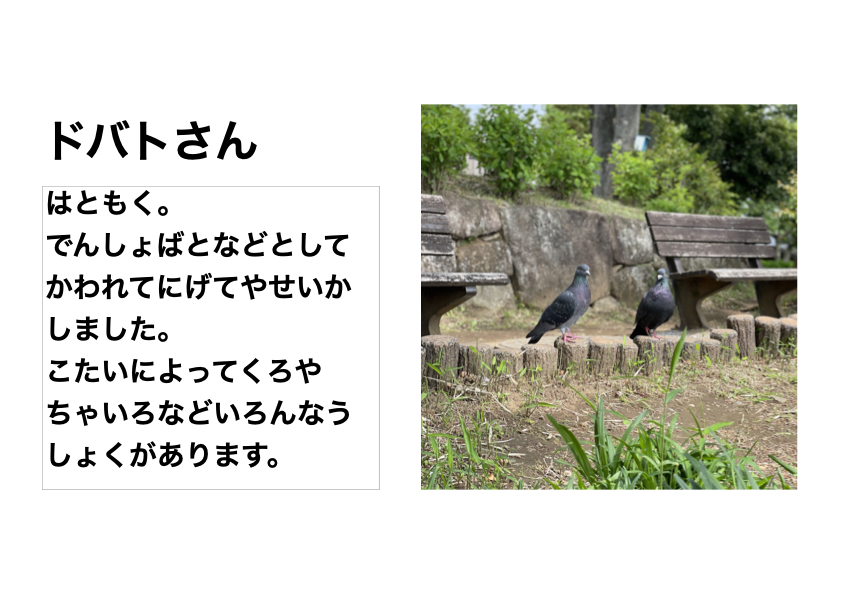 ドバトさん
はともく。
でんしょばとなどとして
かわれてにげてやせいか
しました。
こたいによってくろや
ちゃいろなどいろんなう
しょくがあります。